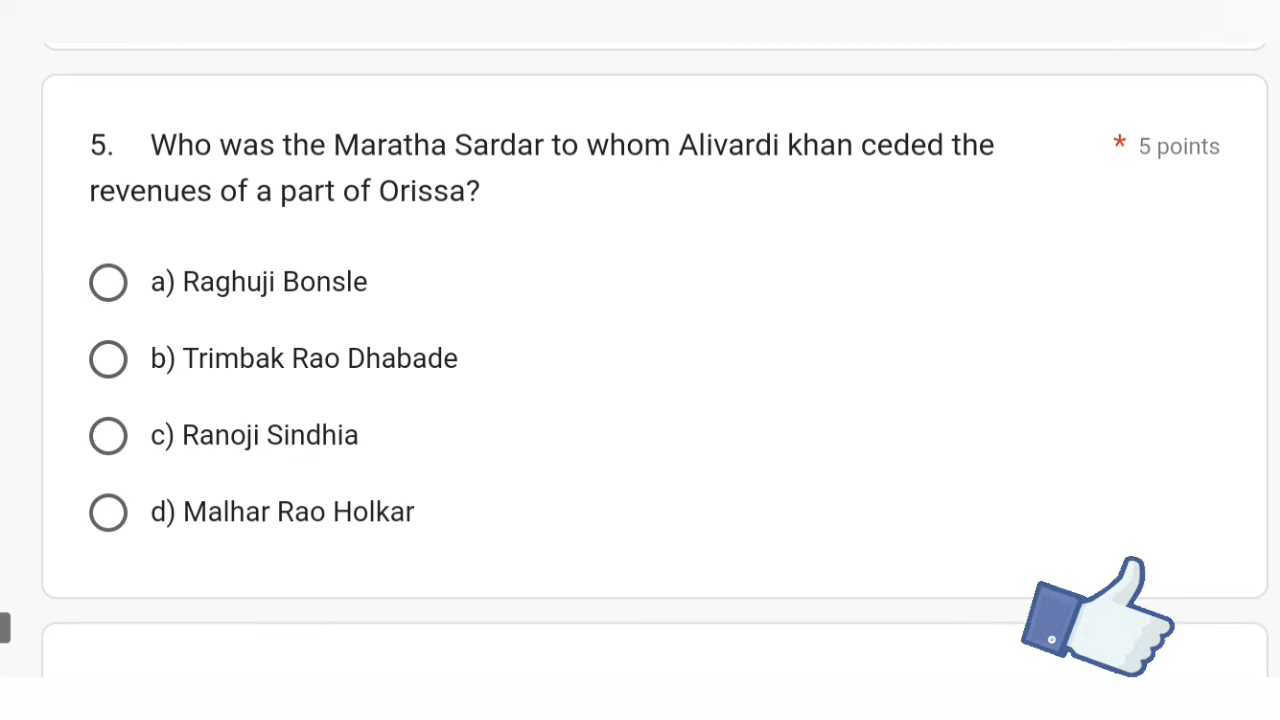 5. Who was the Maratha Sardar to whom Alivardi khan ceded the * 5 points
revenues of a part of Orissa?
a) Raghuji Bonsle
b) Trimbak Rao Dhabade
c) Ranoji Sindhia
d) Malhar Rao Holkar